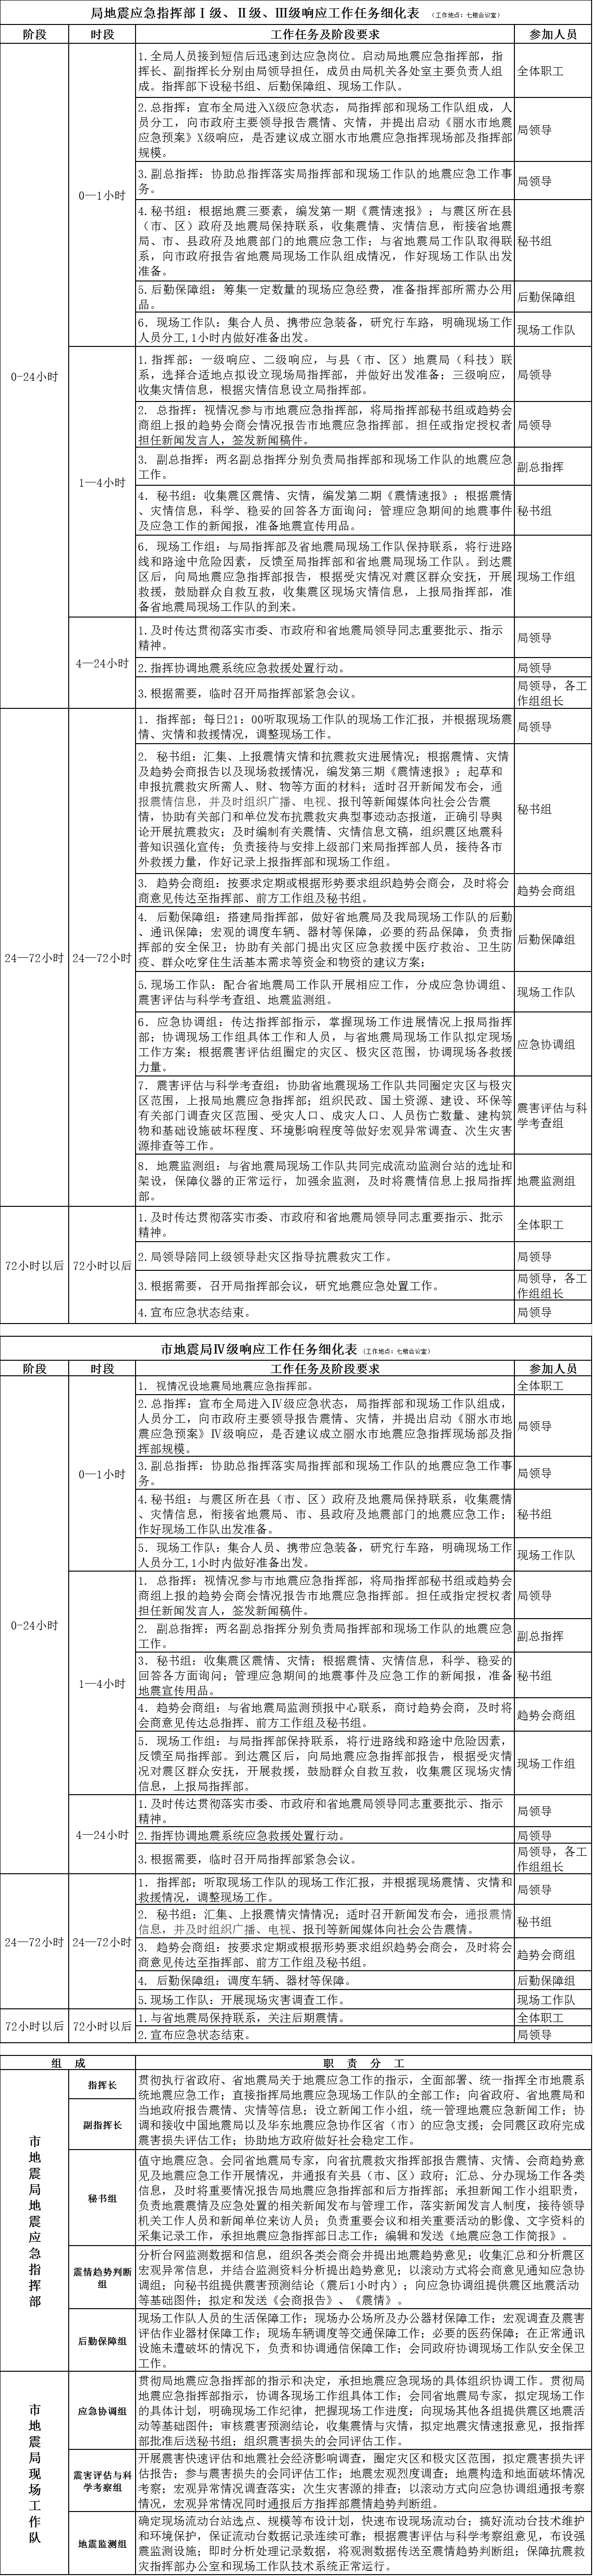 局地震应急指挥部Ⅰ级、Ⅱ级、Ⅲ级响应工作任务细化表 （工作地点：七楼会议室）
阶段 时段 工作任务及阶段要求 参加人员
0-24小时
0—1小时
1.全局人员接到短信后迅速到达应急岗位。启动局地震应急指挥部，指
挥长、副指挥长分别由局领导担任，成员由局机关各处室主要负责人组
成。指挥部下设秘书组、后勤保障组、现场工作队。
全体职工
2.总指挥：宣布全局进入X级应急状态，局指挥部和现场工作队组成，人
员分工，向市政府主要领导报告震情、灾情，并提出启动《丽水市地震
应急预案》X级响应，是否建议成立丽水市地震应急指挥现场部及指挥部
规模。
局领导
3.副总指挥：协助总指挥落实局指挥部和现场工作队的地震应急工作事
务。
局领导
4.秘书组：根据地震三要素，编发第一期《震情速报》；与震区所在县
（市、区）政府及地震局保持联系，收集震情、灾情信息，衔接省地震
局、市、县政府及地震部门的地震应急工作；与省地震局工作队取得联
系，向市政府报告省地震局现场工作队组成情况，作好现场工作队出发
准备。
秘书组
5.后勤保障组：筹集一定数量的现场应急经费，准备指挥部所需办公用
品。
后勤保障组
6．现场工作队：集合人员、携带应急装备，研究行车路，明确现场工作
人员分工,1小时内做好准备出发。
现场工作队
1—4小时
1.指挥部：一级响应、二级响应，与县（市、区）地震局（科技）联
系，选择合适地点拟设立现场局指挥部，并做好出发准备；三级响应，
收集灾情信息，根据灾情信息设立局指挥部。
局领导
2．总指挥：视情况参与市地震应急指挥部，将局指挥部秘书组或趋势会
商组上报的趋势会商会情况报告市地震应急指挥部。担任或指定授权者
担任新闻发言人，签发新闻稿件。
局领导
3．副总指挥：两名副总指挥分别负责局指挥部和现场工作队的地震应急
工作。
副总指挥
4．秘书组：收集震区震情、灾情，编发第二期《震情速报》；根据震情
、灾情信息，科学、稳妥的回答各方面询问；管理应急期间的地震事件
及应急工作的新闻报，准备地震宣传用品。
秘书组
6．现场工作组：与局指挥部及省地震局现场工作队保持联系，将行进路
线和路途中危险因素，反馈至局指挥部和省地震局现场工作队。到达震
区后，向局地震应急指挥部报告，根据受灾情况对震区群众安抚，开展
救援，鼓励群众自救互救，收集震区现场灾情信息，上报局指挥部，准
备省地震局现场工作队的到来。
现场工作组
4—24小时
1.及时传达贯彻落实市委、市政府和省地震局领导同志重要批示、指示
精神。
局领导
2.指挥协调地震系统应急救援处置行动。
局领导
3.根据需要，临时召开局指挥部紧急会议。
局领导，各工
作组组长
24—72小时
24—72小时
1．指挥部：每日21：00听取现场工作队的现场工作汇报，并根据现场震
情、灾情和救援情况，调整现场工作。
局领导
2．秘书组：汇集、上报震情灾情和抗震救灾进展情况；根据震情、灾情
及趋势会商报告以及现场救援情况，编发第三期《震情速报》；起草和
申报抗震救灾所需人、财、物等方面的材料；适时召开新闻发布会，通
报震情信息，并及时组织广播、电视、报刊等新闻媒体向社会公告震
情，协助有关部门和单位发布抗震救灾典型事迹动态报道，正确引导舆
论开展抗震救灾；及时编制有关震情、灾情信息文稿，组织震区地震科
普知识强化宣传；负责接待与安排上级部门来局指挥部人员，接待各市
外救援力量，作好记录上报指挥部和现场工作组。
秘书组
3．趋势会商组：按要求定期或根据形势要求组织趋势会商会，及时将会
商意见传达至指挥部、前方工作组及秘书组。
趋势会商组
4．后勤保障组：搭建局指挥部，做好省地震局及我局现场工作队的后勤
、通讯保障；宏观的调度车辆、器材等保障，必要的药品保障，负责指
挥部的安全保卫；协助有关部门提出灾区应急救援中医疗救治、卫生防
疫、群众吃穿住生活基本需求等资金和物资的建议方案；
后勤保障组
5.现场工作队：配合省地震局工作队开展相应工作，分成应急协调组、
震害评估与科学考查组、地震监测组。
现场工作队
6．应急协调组：传达指挥部指示，掌握现场工作进展情况上报局指挥
部；协调现场工作组具体工作和人员，与省地震局现场工作队拟定现场
工作方案；根据震害评估组圈定的灾区、极灾区范围，协调现场各救援
力量。
应急协调组
7．震害评估与科学考查组：协助省地震现场工作队共同圈定灾区与极灾
区范围，上报局地震应急指挥部；组织民政、国土资源、建设、环保等
有关部门调查灾区范围、受灾人口、成灾人口、人员伤亡数量、建构筑
物和基础设施破坏程度、环境影响程度等做好宏观异常调查、次生灾害
源排查等工作。
震害评估与科
学考查组
8．地震监测组：与省地震局现场工作队共同完成流动监测台站的选址和
架设，保障仪器的正常运行，加强余监测，及时将震情信息上报局指挥
部。
地震监测组
72小时以后
72小时以后
1.及时传达贯彻落实市委、市政府和省地震局领导同志重要指示、批示
精神。
全体职工
2.局领导陪同上级领导赴灾区指导抗震救灾工作。
局领导
3.根据需要，召开局指挥部会议，研究地震应急处置工作。
局领导，各工
作组组长
4.宣布应急状态结束。
局领导
市地震局Ⅳ级响应工作任务细化表 （工作地点：七楼会议室）
阶段 时段 工作任务及阶段要求 参加人员
0-24小时
0—1小时
1．视情况设地震局地震应急指挥部。
全体职工
2.总指挥：宣布全局进入Ⅳ级应急状态，局指挥部和现场工作队组成，
人员分工，向市政府主要领导报告震情、灾情，并提出启动《丽水市地
震应急预案》Ⅳ级响应，是否建议成立丽水市地震应急指挥现场部及指
挥部规模。
局领导
3.副总指挥：协助总指挥落实局指挥部和现场工作队的地震应急工作事
务。
局领导
4.秘书组：与震区所在县（市、区）政府及地震局保持联系，收集震情
、灾情信息，衔接省地震局、市、县政府及地震部门的地震应急工作；
作好现场工作队出发准备。
秘书组
5．现场工作队：集合人员、携带应急装备，研究行车路，明确现场工作
人员分工,1小时内做好准备出发。
现场工作队
1—4小时
1．总指挥：视情况参与市地震应急指挥部，将局指挥部秘书组或趋势会
商组上报的趋势会商会情况报告市地震应急指挥部。担任或指定授权者
担任新闻发言人，签发新闻稿件。
局领导
2．副总指挥：两名副总指挥分别负责局指挥部和现场工作队的地震应急
工作。
副总指挥
3．秘书组：收集震区震情、灾情；根据震情、灾情信息，科学、稳妥的
回答各方面询问；管理应急期间的地震事件及应急工作的新闻报，准备
地震宣传用品。
秘书组
4．趋势会商组：与省地震局监测预报中心联系，商讨趋势会商，及时将
会商意见传达总指挥、前方工作组及秘书组。
趋势会商组
5．现场工作组：与局指挥部保持联系，将行进路线和路途中危险因素，
反馈至局指挥部。到达震区后，向局地震应急指挥部报告，根据受灾情
况对震区群众安抚，开展救援，鼓励群众自救互救，收集震区现场灾情
信息，上报局指挥部。
现场工作组
4—24小时
1.及时传达贯彻落实市委、市政府和省地震局领导同志重要批示、指示
精神。
局领导
2.指挥协调地震系统应急救援处置行动。
局领导
3.根据需要，临时召开局指挥部紧急会议。
局领导，各工
作组组长
24—72小时
24—72小时
1．指挥部；听取现场工作队的现场工作汇报，并根据现场震情、灾情和
救援情况，调整现场工作。
局领导
2．秘书组：汇集、上报震情灾情情况；适时召开新闻发布会，通报震情
信息，并及时组织广播、电视、报刊等新闻媒体向社会公告震情。
秘书组
3．趋势会商组：按要求定期或根据形势要求组织趋势会商会，及时将会
商意见传达至指挥部、前方工作组及秘书组。
趋势会商组
4．后勤保障组：调度车辆、器材等保障。
后勤保障组
5.现场工作队：开展现场灾害调查工作。
现场工作队
72小时以后
72小时以后
1.与省地震局保持联系，关注后期震情。
全体职工
2.宣布应急状态结束。
局领导
组 成 职 责 分 工
市地震局地震应急指挥部
指挥长
副指挥长
贯彻执行省政府、省地震局关于地震应急工作的指示，全面部署、统一指挥全市地震系
统地震应急工作；直接指挥局地震应急现场工作队的全部工作；向省政府、省地震局和
当地政府报告震情、灾情等信息；设立新闻工作小组，统一管理地震应急新闻工作；协
调和接收中国地震局以及华东地震应急协作区省（市）的应急支援；会同震区政府完成
震害损失评估工作；协助地方政府做好社会稳定工作。
秘书组
值守地震应急。会同省地震局专家，向省抗震救灾指挥部报告震情、灾情、会商趋势意
见及地震应急工作开展情况，并通报有关县（市、区）政府；汇总、分办现场工作各类
信息，及时将重要情况报告局地震应急指挥部和后方指挥部；承担新闻工作小组职责，
负责地震震情及应急处置的相关新闻发布与管理工作，落实新闻发言人制度，接待领导
机关工作人员和新闻单位来访人员；负责重要会议和相关重要活动的影像、文字资料的
采集记录工作，承担地震应急指挥部日志工作；编辑和发送《地震应急工作简报》。
震情趋势判断
组
分析台网监测数据和信息，组织各类会商会并提出地震趋势意见；收集汇总和分析震区
宏观异常信息，并结合监测资料分析提出趋势意见；以滚动方式将会商意见通知应急协
调组；向秘书组提供震害预测结论（震后1小时内）；向应急协调组提供震区地震活动
等基础图件；拟定和发送《会商报告》、《震情》。
后勤保障组
现场工作队人员的生活保障工作；现场办公场所及办公器材保障工作；宏观调查及震害
评估作业器材保障工作；现场车辆调度等交通保障工作；必要的医药保障；在正常通讯
设施未遭破坏的情况下，负责和协调通信保障工作；会同政府协调现场工作队安全保卫
工作。
市地震局现场工作队
应急协调组
贯彻局地震应急指挥部的指示和决定，承担地震应急现场的具体组织协调工作。贯彻局
地震应急指挥部指示，协调各现场工作组具体工作；会同省地震局专家，拟定现场工作
的具体计划，明确现场工作纪律，把握现场工作进度；向现场其他各组提供震区地震活
动等基础图件；审核震害预测结论，收集震情与灾情，拟定地震灾情速报意见，报指挥
部批准后送秘书组；组织震害损失的会同评估工作。
震害评估与科
学考察组
开展震害快速评估和地震社会经济影响调查，圈定灾区和极灾区范围，拟定震害损失评
估报告；参与震害损失的会同评估工作；地震宏观烈度调查；地震构造和地面破坏情况
考察；宏观异常情况调查落实；次生灾害源的排查；以滚动方式向应急协调组通报考察
情况，宏观异常情况同时通报后方指挥部震情趋势判断组。
地震监测组
确定现场流动台站选点、规模等布设计划，快速布设现场流动台；搞好流动台技术维护
和环境保护，保证流动台数据记录连续可靠；根据震害评估与科学考察组意见，布设强
震监测设施；即时分析处理记录数据，将观测数据传送至震情趋势判断组；保障抗震救
灾指挥部办公室和现场工作队技术系统正常运行。